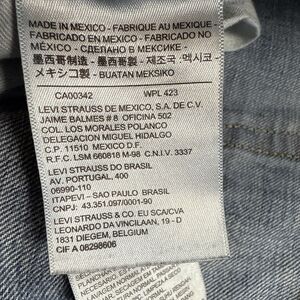 MADE IN MEXICO - FABRIQUE AU MEXIQUE
FABRICADO EN MEXICO - FABRICADO NO
MÉXICO - СДЕЛАНО В МЕКСИКЕ -
墨西哥制造 - 墨西哥製 - 제조국 :멕시코 -
メキシコ製 - BUATAN MEKSIKO
CA00342 WPL 423
LEVI STRAUSS DE MEXICO, S.A. DE C.V.
JAIME BALMES # 8 OFICINA 502
COL. LOS MORALES POLANCO
DELEGACION MIGUEL HIDALGO
C.P. 11510 MEXICO D.F.
R.F.C. LSM 660818 M-98 C.N.I.V. 3337
LEVI STRAUSS DO BRASIL
AV. PORTUGAL, 400
06990-110
ITAPEVI – SAO PAULO BRASIL
CNPJ: 43.351.097/0001-90
LEVI STRAUSS & CO. EU SCA/CVA
LEONARDO DA VINCILAAN, 19 - D
1831 DIEGEM, BELGIUM
CIF A 08298606